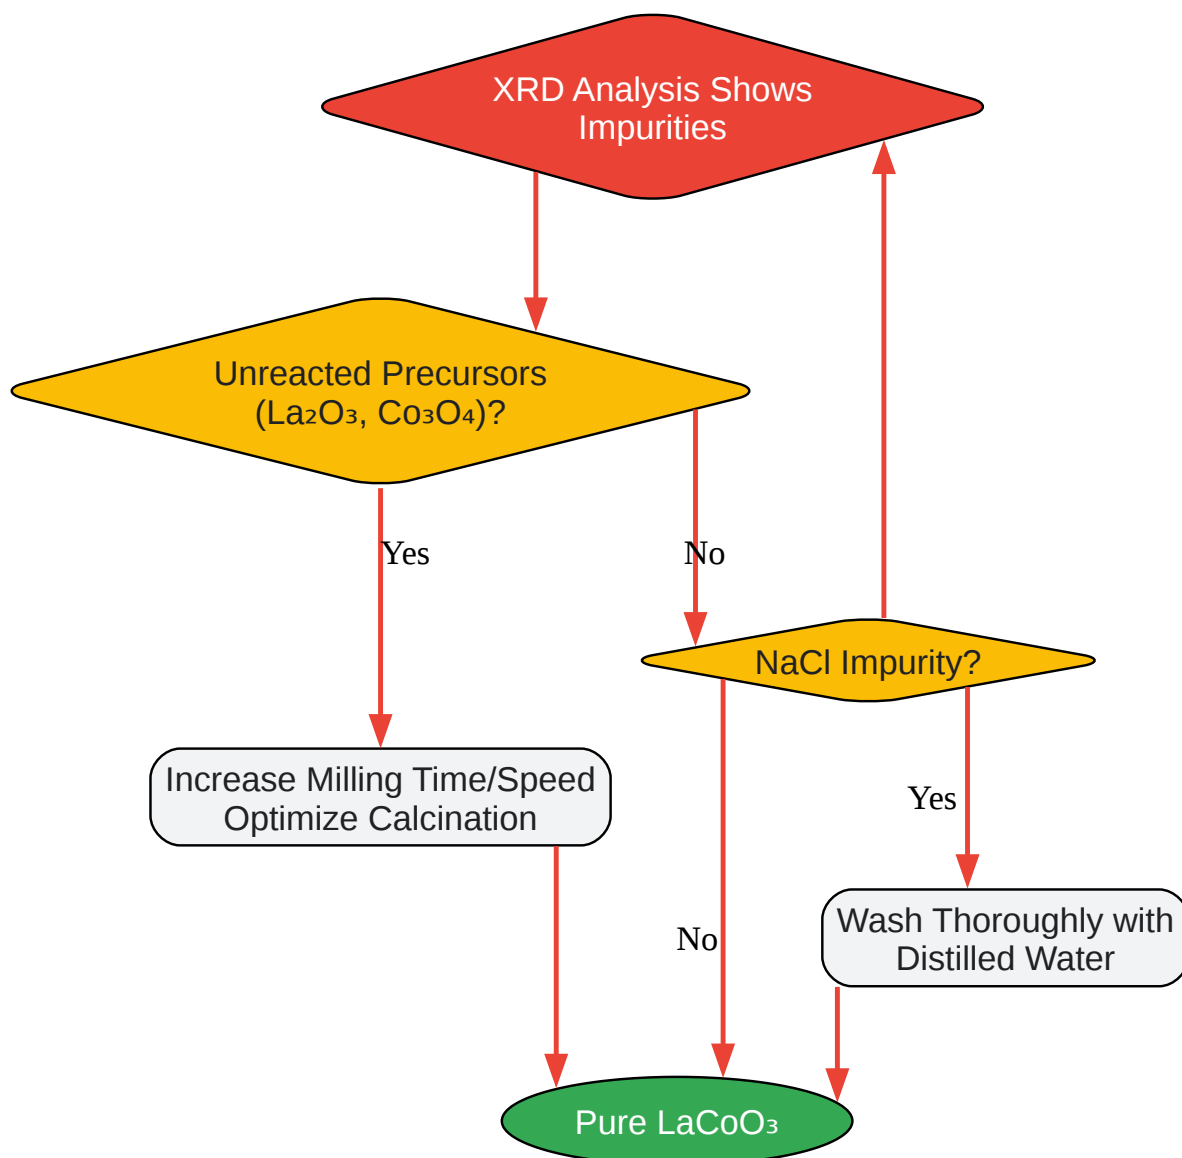 XRD Analysis Shows
Impurities
Unreacted Precursors
(La₂O₃, Co₃O₄)?
Yes
No
NaCl Impurity?
Increase Milling Time/Speed
Optimize Calcination
Yes
Wash Thoroughly with
Distilled Water
No
Pure LaCoO₃